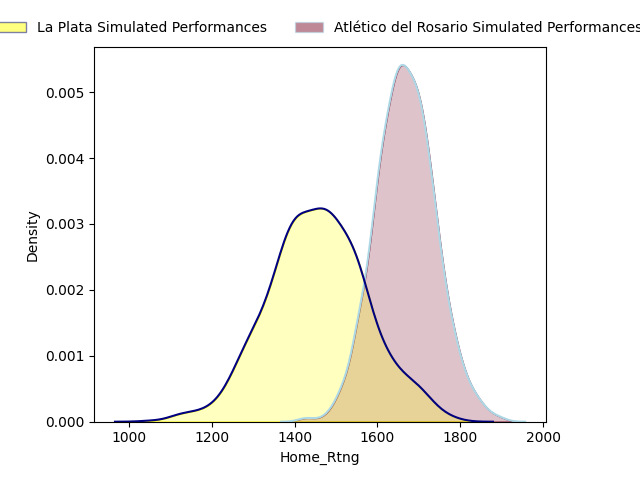 La Plata Simulated Performances
Atlético del Rosario Simulated Performances
0.005
0.004
0.003
0.002
0.001
0.000
Density
1000 1200 1400 1600 1800 2000
Home_Rtng